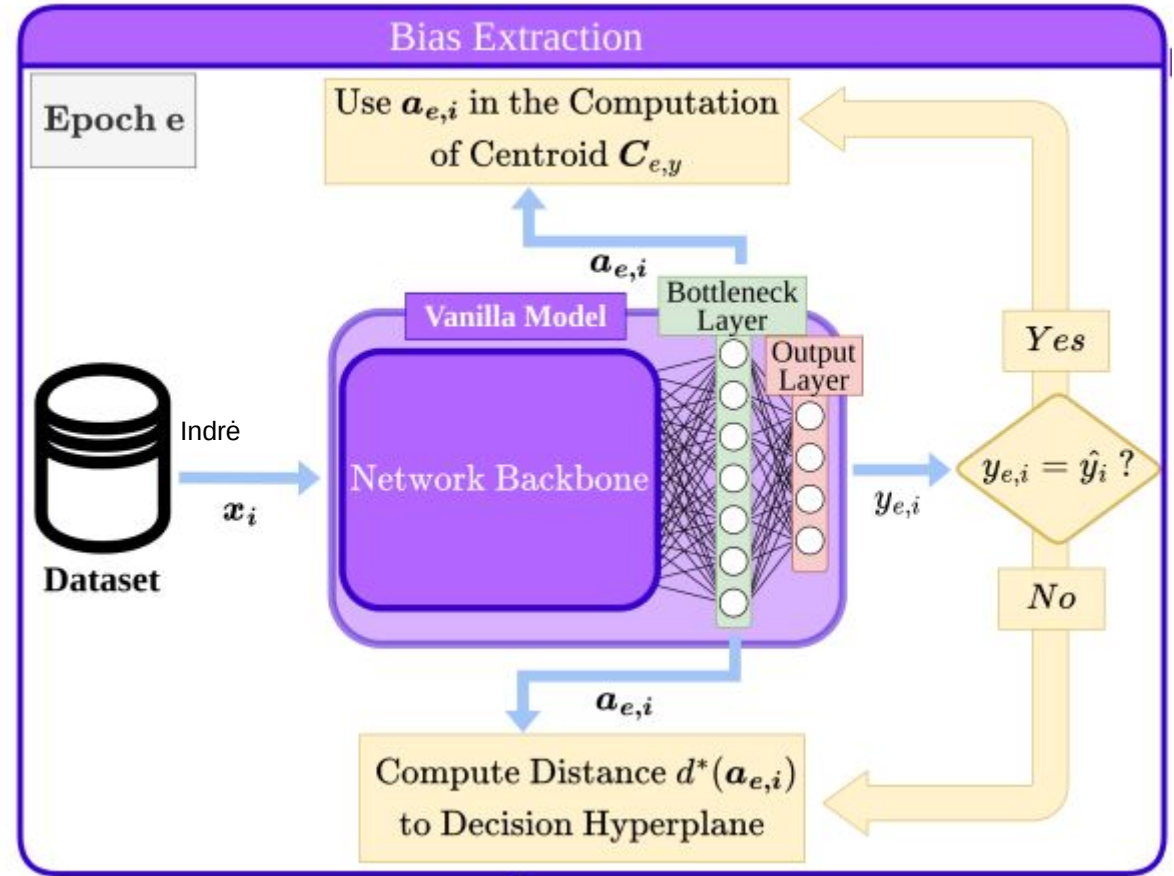 Bias Extraction
Epoch e
Use a_{e,i} in the Computation
of Centroid C_{e,y}
a_{e,i}
Bottleneck
Layer
Vanilla Model
Output
Layer
Yes
Indrė
Network Backbone
x_i
y_{e,i}
y_{e,i} = ŷ_i ?
Dataset
No
a_{e,i}
Compute Distance d*(a_{e,i})
to Decision Hyperplane